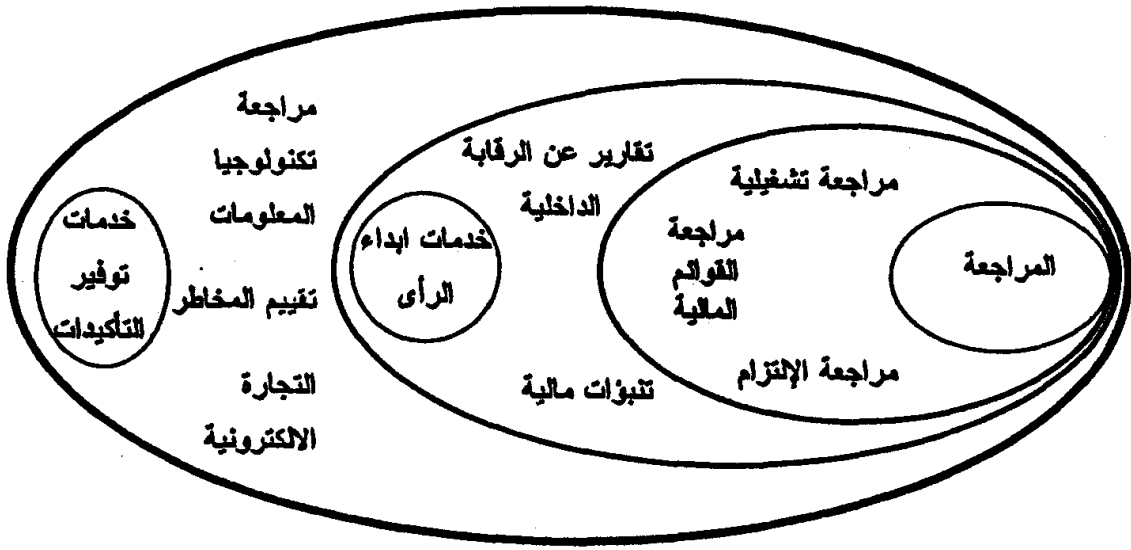 المراجعة
مراجعة تشغيلية
مراجعة
القوائم
المالية
مراجعة الإلتزام
تقارير عن الرقابة
الداخلية
خدمات ابداء
الرأى
تنبؤات مالية
مراجعة
تكنولوجيا
المعلومات
تقييم المخاطر
التجارة
الالكترونية
خدمات
توفير
التأكيدات